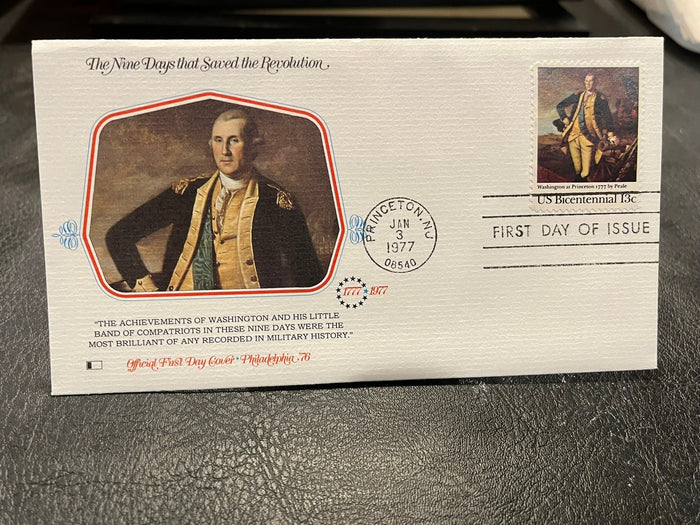 The Nine Days that Saved the Revolution
Washington at Princeton 1777 by Peale
US Bicentennial 13c
PRINCETON, NJ
JAN
3
1977
08540
FIRST DAY OF ISSUE
1777 ★ 1977
"THE ACHIEVEMENTS OF WASHINGTON AND HIS LITTLE
BAND OF COMPATRIOTS IN THESE NINE DAYS WERE THE
MOST BRILLIANT OF ANY RECORDED IN MILITARY HISTORY."
Official First Day Cover • Philadelphia '76